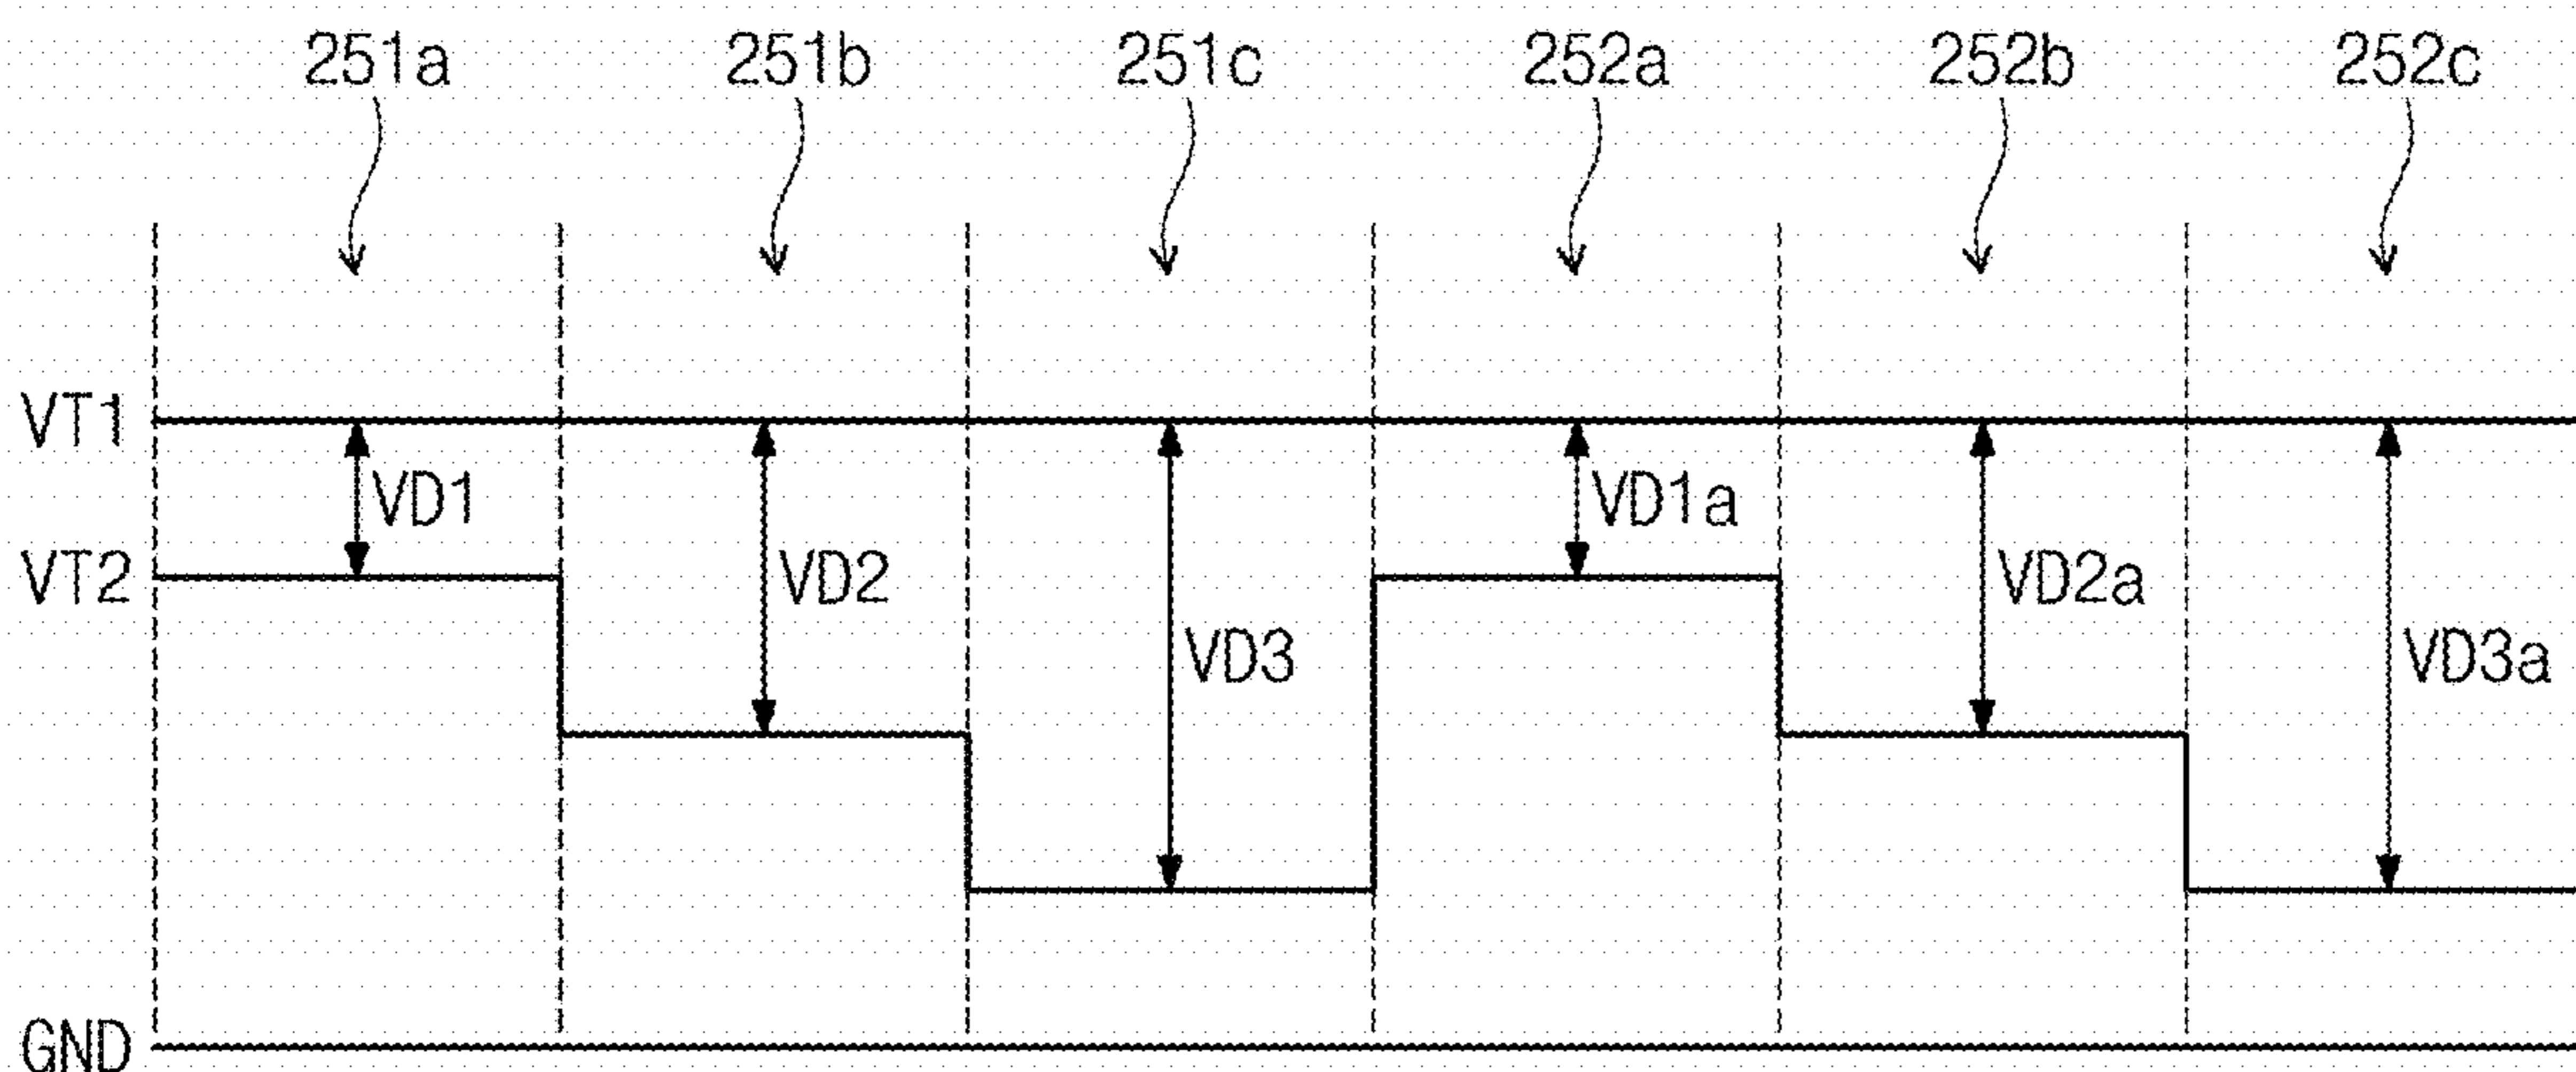 251a 251b 251c 252a 252b 252c
VT1
VD1 VD1a
VT2 VD2 VD2a
VD3 VD3a
GND